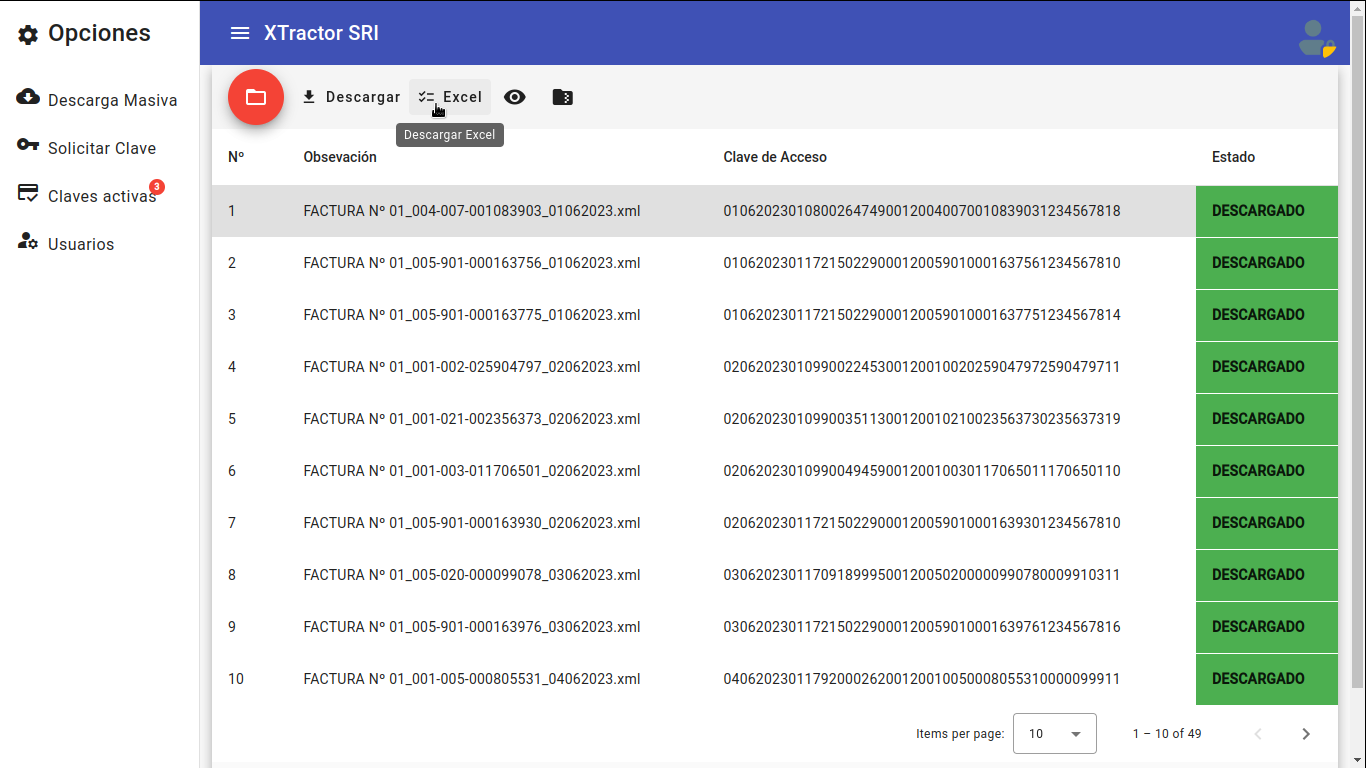 Opciones
XTractor SRI
Descarga Masiva
Solicitar Clave
Claves activas 3
Usuarios
Descargar Excel
Descargar Excel
Nº Obsevación Clave de Acceso Estado
1 FACTURA Nº 01_004-007-001083903_01062023.xml 0106202301080026474900120040070010839031234567818 DESCARGADO
2 FACTURA Nº 01_005-901-000163756_01062023.xml 0106202301172150229000120059010001637561234567810 DESCARGADO
3 FACTURA Nº 01_005-901-000163775_01062023.xml 0106202301172150229000120059010001637751234567814 DESCARGADO
4 FACTURA Nº 01_001-002-025904797_02062023.xml 0206202301099002245300120010020259047972590479711 DESCARGADO
5 FACTURA Nº 01_001-021-002356373_02062023.xml 0206202301099003511300120010210023563730235637319 DESCARGADO
6 FACTURA Nº 01_001-003-011706501_02062023.xml 0206202301099004945900120010030117065011170650110 DESCARGADO
7 FACTURA Nº 01_005-901-000163930_02062023.xml 0206202301172150229000120059010001639301234567810 DESCARGADO
8 FACTURA Nº 01_005-020-000099078_03062023.xml 0306202301170918999500120050200000990780009910311 DESCARGADO
9 FACTURA Nº 01_005-901-000163976_03062023.xml 0306202301172150229000120059010001639761234567816 DESCARGADO
10 FACTURA Nº 01_001-005-000805531_04062023.xml 0406202301179200026200120010050008055310000099911 DESCARGADO
Items per page: 10 1 – 10 of 49